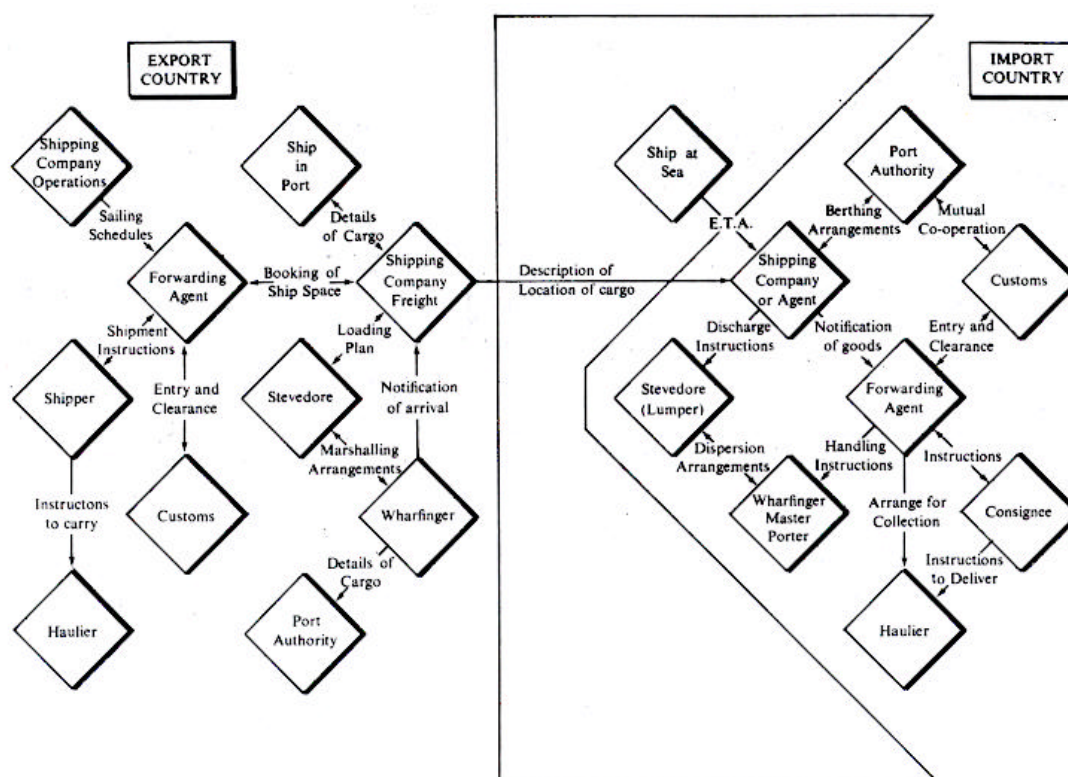 EXPORT
COUNTRY
IMPORT
COUNTRY
Shipping
Company
Operations
Ship
in
Port
Ship at
Sea
Port
Authority
Sailing
Schedules
Details
of Cargo
E.T.A.
Berthing
Arrangements
Mutual
Co-operation
Forwarding
Agent
Booking of
Ship Space
Shipping
Company
Freight
Description of
Location of cargo
Shipping
Company
or Agent
Customs
Shipment
Instructions
Loading
Plan
Discharge
Instructions
Notification
of goods
Entry and
Clearance
Shipper
Entry and
Clearance
Stevedore
Notification
of arrival
Stevedore
(Lumper)
Forwarding
Agent
Marshalling
Arrangements
Dispersion
Arrangements
Handling
Instructions
Instructions
Instructons
to carry
Customs
Wharfinger
Wharfinger
Master
Porter
Arrange for
Collection
Consignee
Details of
Cargo
Instructions
to Deliver
Haulier
Port
Authority
Haulier